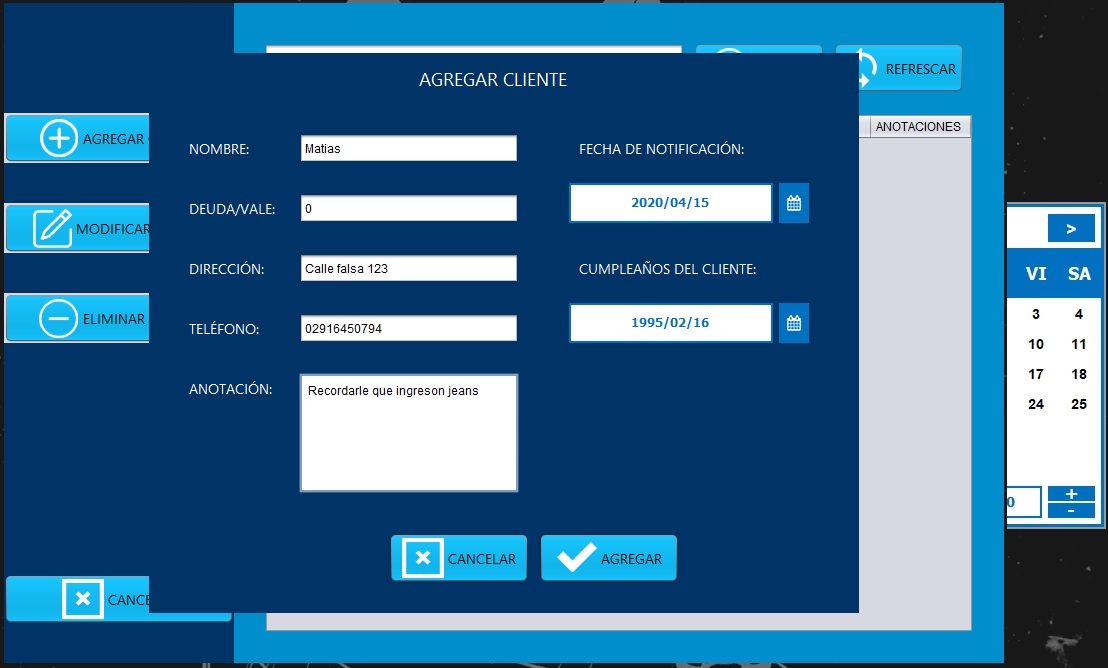 REFRESCAR
AGREGAR CLIENTE
ANOTACIONES
AGREGAR
NOMBRE:
Matias
FECHA DE NOTIFICACIÓN:
DEUDA/VALE:
0
2020/04/15
MODIFICAR
>
DIRECCIÓN:
Calle falsa 123
CUMPLEAÑOS DEL CLIENTE:
VI SA
ELIMINAR
TELÉFONO:
02916450794
1995/02/16
3 4
10 11
17 18
24 25
ANOTACIÓN:
Recordarle que ingreson jeans
0
+
-
CANCELAR
AGREGAR
CANCE